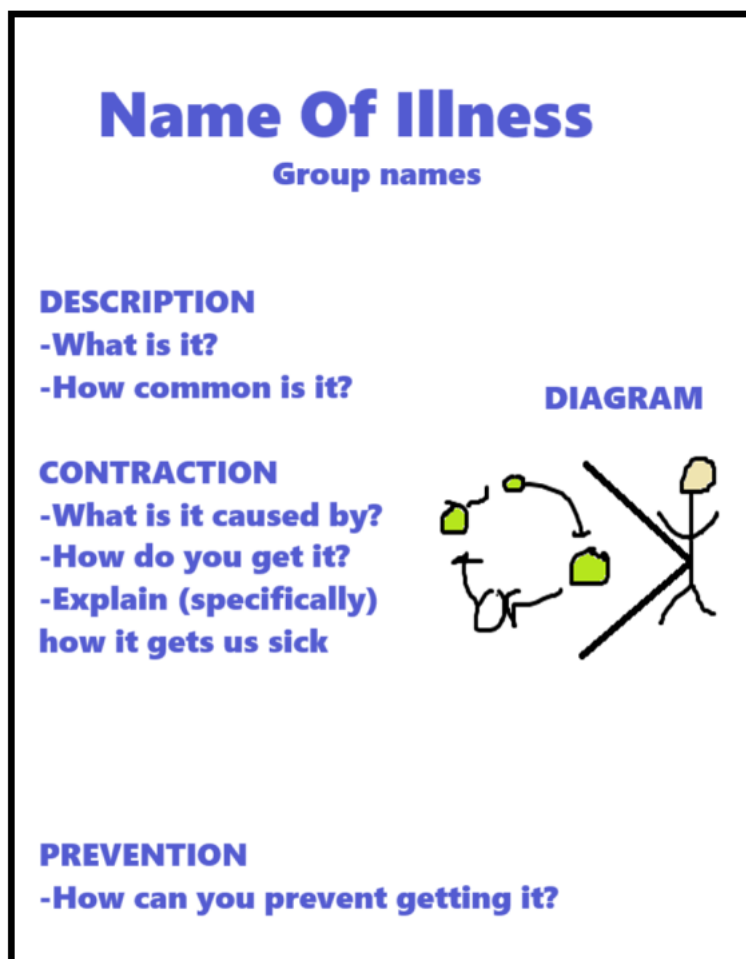 Name Of Illness
Group names
DESCRIPTION
-What is it?
-How common is it?
DIAGRAM
CONTRACTION
-What is it caused by?
-How do you get it?
-Explain (specifically)
how it gets us sick
PREVENTION
-How can you prevent getting it?